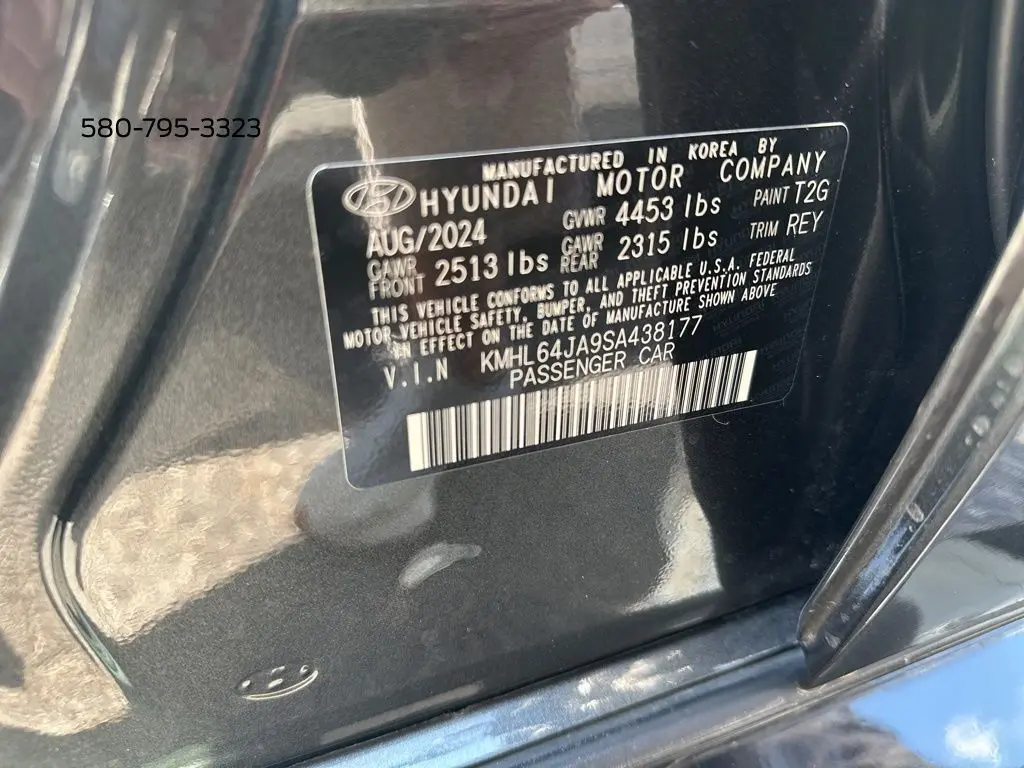 580-795-3323
MANUFACTURED IN KOREA BY
HYUNDAI MOTOR COMPANY
AUG/2024 GVWR 4453 lbs PAINT T2G
GAWR FRONT 2513 lbs GAWR REAR 2315 lbs TRIM REY
THIS VEHICLE CONFORMS TO ALL APPLICABLE U.S.A. FEDERAL
MOTOR VEHICLE SAFETY, BUMPER, AND THEFT PREVENTION STANDARDS
IN EFFECT ON THE DATE OF MANUFACTURE SHOWN ABOVE
V.I.N KMHL64JA9SA438177
PASSENGER CAR